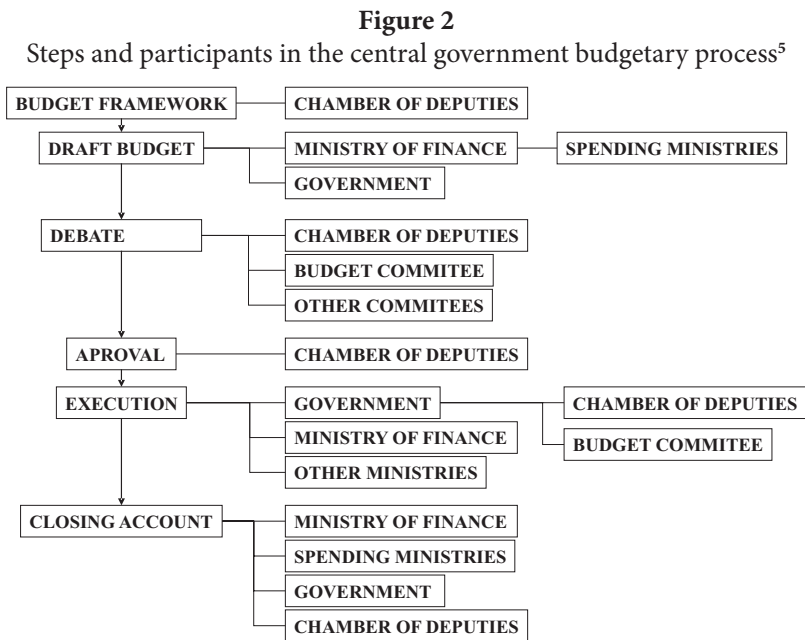 Figure 2
Steps and participants in the central government budgetary process⁵
BUDGET FRAMEWORK
CHAMBER OF DEPUTIES
DRAFT BUDGET
MINISTRY OF FINANCE
SPENDING MINISTRIES
GOVERNMENT
DEBATE
CHAMBER OF DEPUTIES
BUDGET COMMITEE
OTHER COMMITEES
APROVAL
CHAMBER OF DEPUTIES
EXECUTION
GOVERNMENT
CHAMBER OF DEPUTIES
MINISTRY OF FINANCE
BUDGET COMMITEE
OTHER MINISTRIES
CLOSING ACCOUNT
MINISTRY OF FINANCE
SPENDING MINISTRIES
GOVERNMENT
CHAMBER OF DEPUTIES